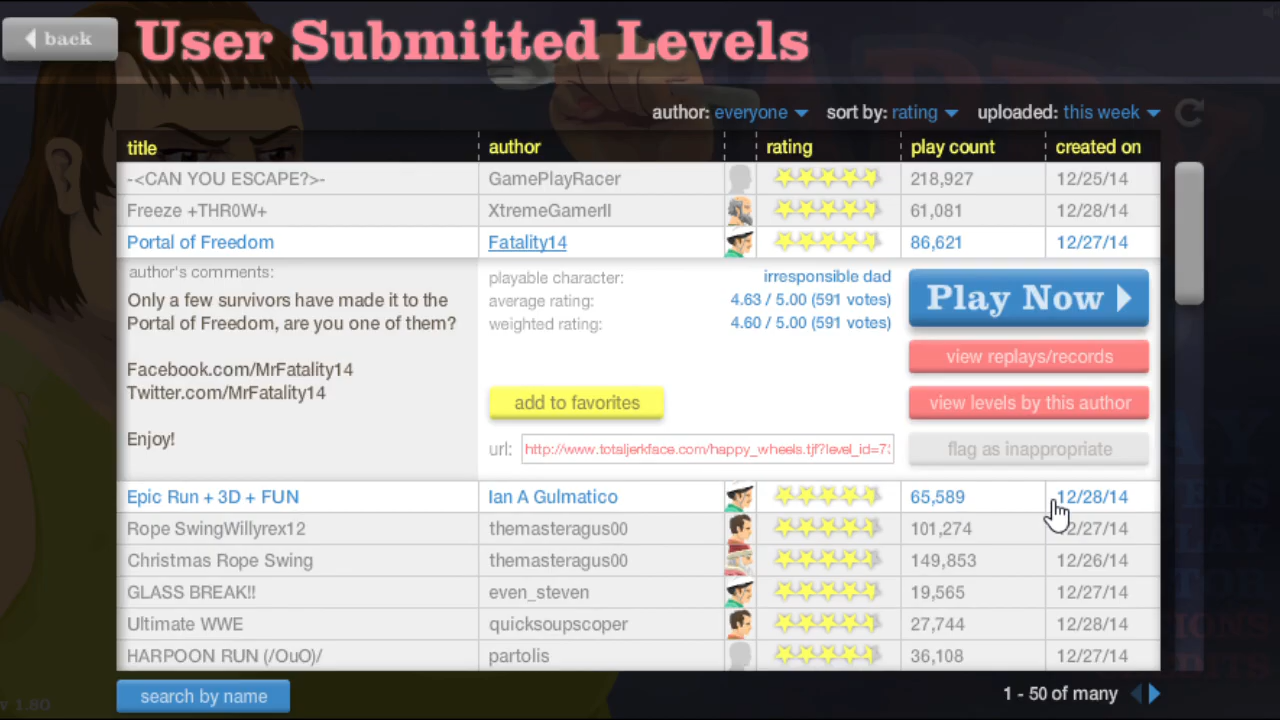 back
User Submitted Levels
author: everyone sort by: rating uploaded: this week
title author rating play count created on
-<CAN YOU ESCAPE?>- GamePlayRacer 218,927 12/25/14
Freeze +THR0W+ XtremeGamerII 61,081 12/28/14
Portal of Freedom Fatality14 86,621 12/27/14
author's comments:
Only a few survivors have made it to the
Portal of Freedom, are you one of them?
Facebook.com/MrFatality14
Twitter.com/MrFatality14
Enjoy!
playable character: irresponsible dad
average rating: 4.63 / 5.00 (591 votes)
weighted rating: 4.60 / 5.00 (591 votes)
add to favorites
url: http://www.totaljerkface.com/happy_wheels.tjf?level_id=7
Play Now
view replays/records
view levels by this author
flag as inappropriate
Epic Run + 3D + FUN Ian A Gulmatico 65,589 12/28/14
Rope SwingWillyrex12 themasteragus00 101,274 12/27/14
Christmas Rope Swing themasteragus00 149,853 12/26/14
GLASS BREAK!! even_steven 19,565 12/27/14
Ultimate WWE quicksoupscoper 27,744 12/28/14
HARPOON RUN (/OuO)/ partolis 36,108 12/27/14
search by name
1 - 50 of many
v 1.80